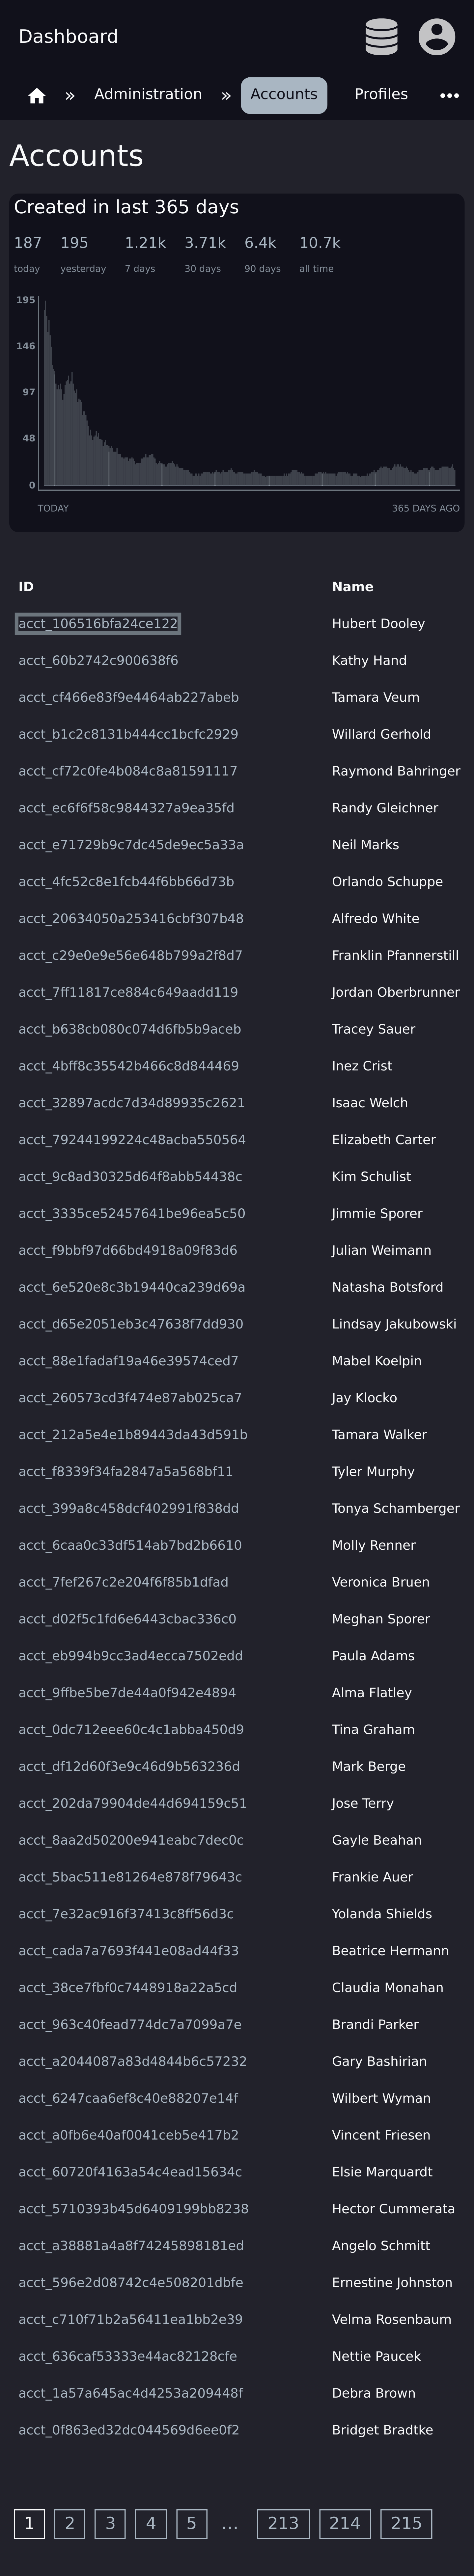 Dashboard
» Administration » Accounts Profiles •••
Accounts
Created in last 365 days
187 195 1.21k 3.71k 6.4k 10.7k
today yesterday 7 days 30 days 90 days all time
195
146
97
48
0
TODAY 365 DAYS AGO
ID Name
acct_106516bfa24ce122 Hubert Dooley
acct_60b2742c900638f6 Kathy Hand
acct_cf466e83f9e4464ab227abeb Tamara Veum
acct_b1c2c8131b444cc1bcfc2929 Willard Gerhold
acct_cf72c0fe4b084c8a81591117 Raymond Bahringer
acct_ec6f6f58c9844327a9ea35fd Randy Gleichner
acct_e71729b9c7dc45de9ec5a33a Neil Marks
acct_4fc52c8e1fcb44f6bb66d73b Orlando Schuppe
acct_20634050a253416cbf307b48 Alfredo White
acct_c29e0e9e56e648b799a2f8d7 Franklin Pfannerstill
acct_7ff11817ce884c649aadd119 Jordan Oberbrunner
acct_b638cb080c074d6fb5b9aceb Tracey Sauer
acct_4bff8c35542b466c8d844469 Inez Crist
acct_32897acdc7d34d89935c2621 Isaac Welch
acct_79244199224c48acba550564 Elizabeth Carter
acct_9c8ad30325d64f8abb54438c Kim Schulist
acct_3335ce52457641be96ea5c50 Jimmie Sporer
acct_f9bbf97d66bd4918a09f83d6 Julian Weimann
acct_6e520e8c3b19440ca239d69a Natasha Botsford
acct_d65e2051eb3c47638f7dd930 Lindsay Jakubowski
acct_88e1fadaf19a46e39574ced7 Mabel Koelpin
acct_260573cd3f474e87ab025ca7 Jay Klocko
acct_212a5e4e1b89443da43d591b Tamara Walker
acct_f8339f34fa2847a5a568bf11 Tyler Murphy
acct_399a8c458dcf402991f838dd Tonya Schamberger
acct_6caa0c33df514ab7bd2b6610 Molly Renner
acct_7fef267c2e204f6f85b1dfad Veronica Bruen
acct_d02f5c1fd6e6443cbac336c0 Meghan Sporer
acct_eb994b9cc3ad4ecca7502edd Paula Adams
acct_9ffbe5be7de44a0f942e4894 Alma Flatley
acct_0dc712eee60c4c1abba450d9 Tina Graham
acct_df12d60f3e9c46d9b563236d Mark Berge
acct_202da79904de44d694159c51 Jose Terry
acct_8aa2d50200e941eabc7dec0c Gayle Beahan
acct_5bac511e81264e878f79643c Frankie Auer
acct_7e32ac916f37413c8ff56d3c Yolanda Shields
acct_cada7a7693f441e08ad44f33 Beatrice Hermann
acct_38ce7fbf0c7448918a22a5cd Claudia Monahan
acct_963c40fead774dc7a7099a7e Brandi Parker
acct_a2044087a83d4844b6c57232 Gary Bashirian
acct_6247caa6ef8c40e88207e14f Wilbert Wyman
acct_a0fb6e40af0041ceb5e417b2 Vincent Friesen
acct_60720f4163a54c4ead15634c Elsie Marquardt
acct_5710393b45d6409199bb8238 Hector Cummerata
acct_a38881a4a8f74245898181ed Angelo Schmitt
acct_596e2d08742c4e508201dbfe Ernestine Johnston
acct_c710f71b2a56411ea1bb2e39 Velma Rosenbaum
acct_636caf53333e44ac82128cfe Nettie Paucek
acct_1a57a645ac4d4253a209448f Debra Brown
acct_0f863ed32dc044569d6ee0f2 Bridget Bradtke
1 2 3 4 5 ... 213 214 215